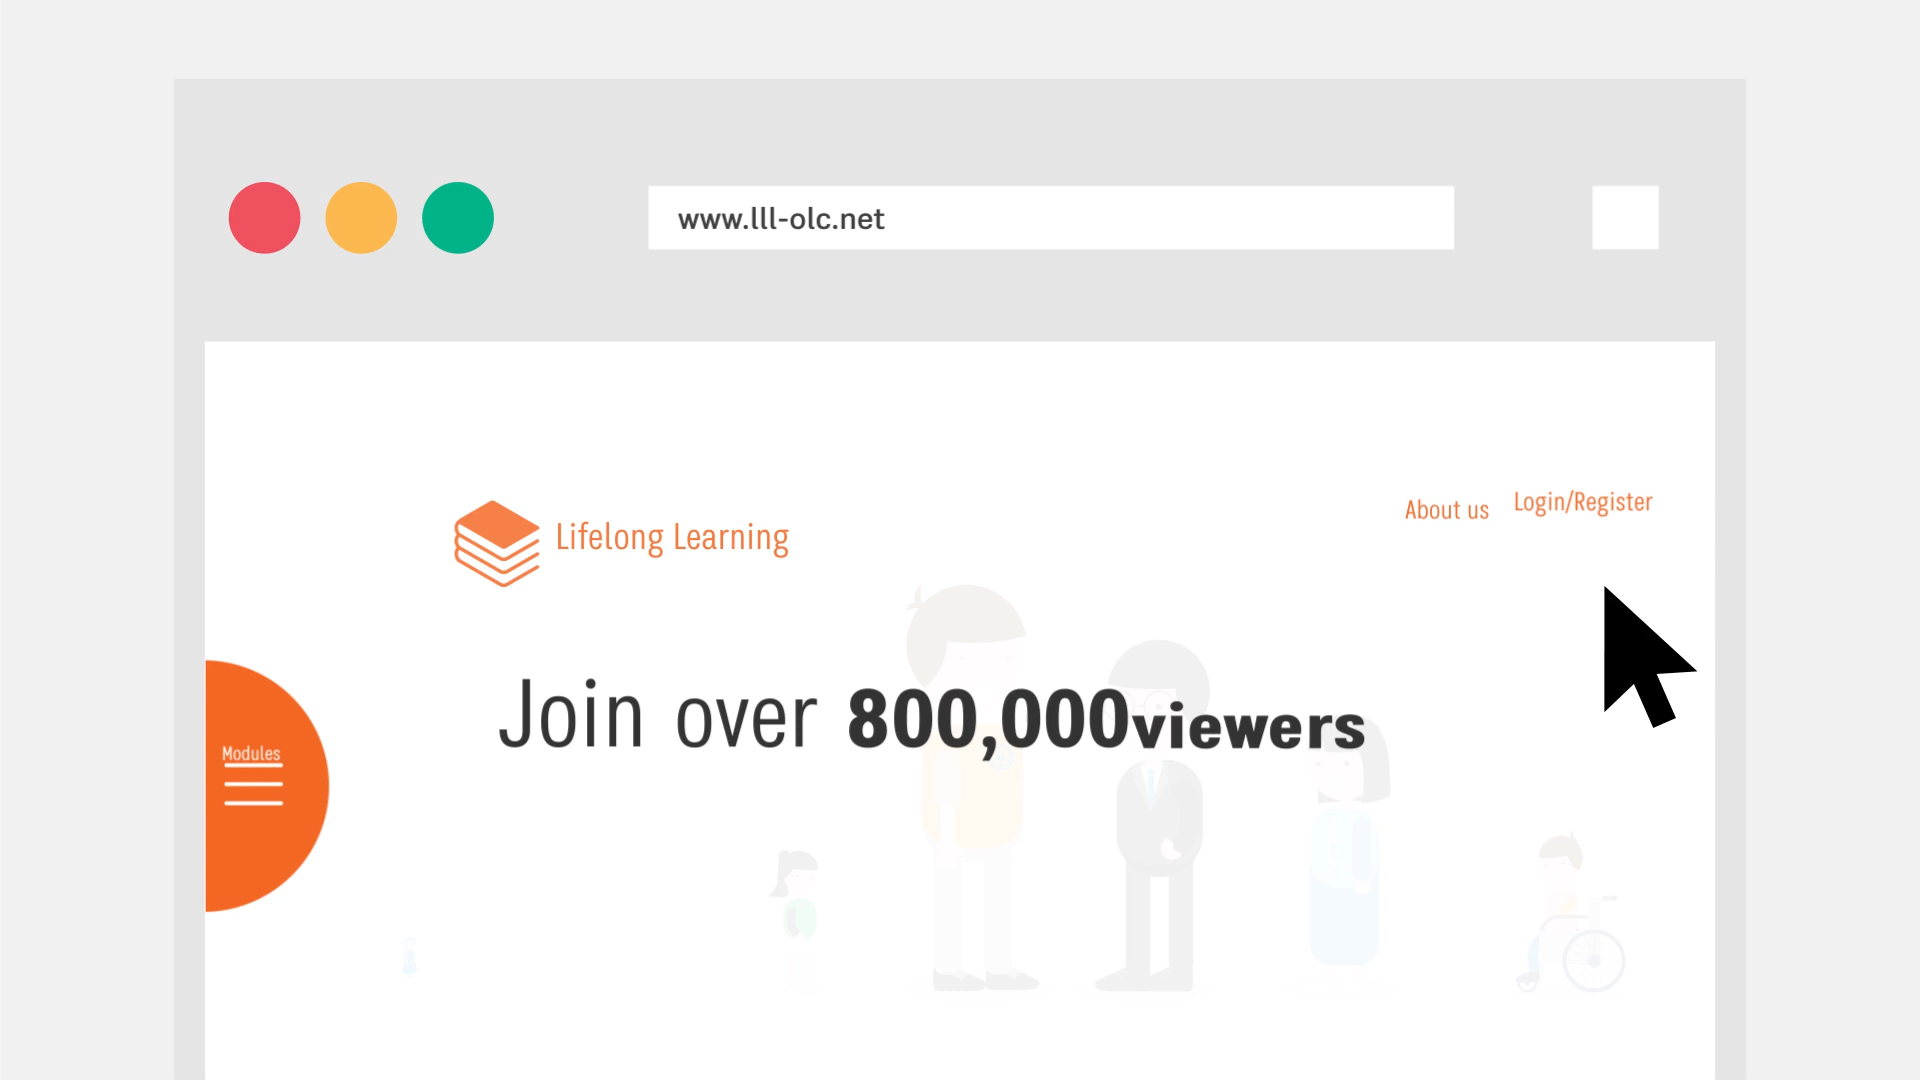 www.lll-olc.net
About us Login/Register
Lifelong Learning
Join over 800,000viewers
Modules